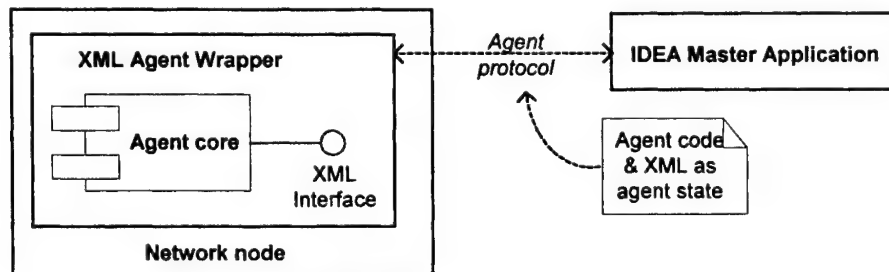 XML Agent Wrapper
Agent core
XML
Interface
Network node
Agent
protocol
IDEA Master Application
Agent code
& XML as
agent state